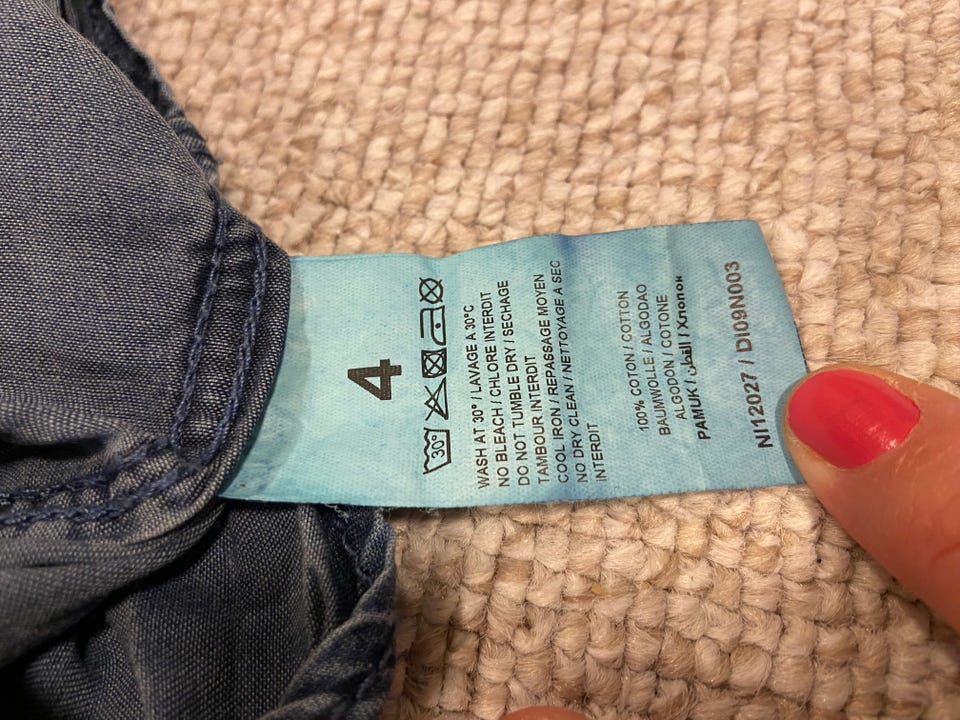 4
30°
WASH AT 30° / LAVAGE A 30°C
NO BLEACH / CHLORE INTERDIT
DO NOT TUMBLE DRY / SECHAGE
TAMBOUR INTERDIT
COOL IRON / REPASSAGE MOYEN
NO DRY CLEAN / NETTOYAGE A SEC
INTERDIT
100% COTON / COTTON
BAUMWOLLE / ALGODAO
ALGODON / COTONE
PAMUK / القطن / Хлопок
NI12027 / DI09N003